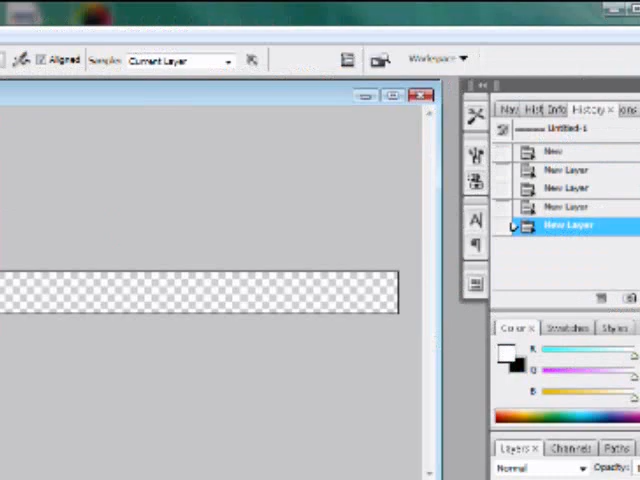 Aligned Sample: Current Layer Workspace
Nav Hist Info History x ions
Untitled-1
New
New Layer
New Layer
New Layer
New Layer
Color x Swatches Styles
R
G
B
Layers x Channels Paths
Normal Opacity: